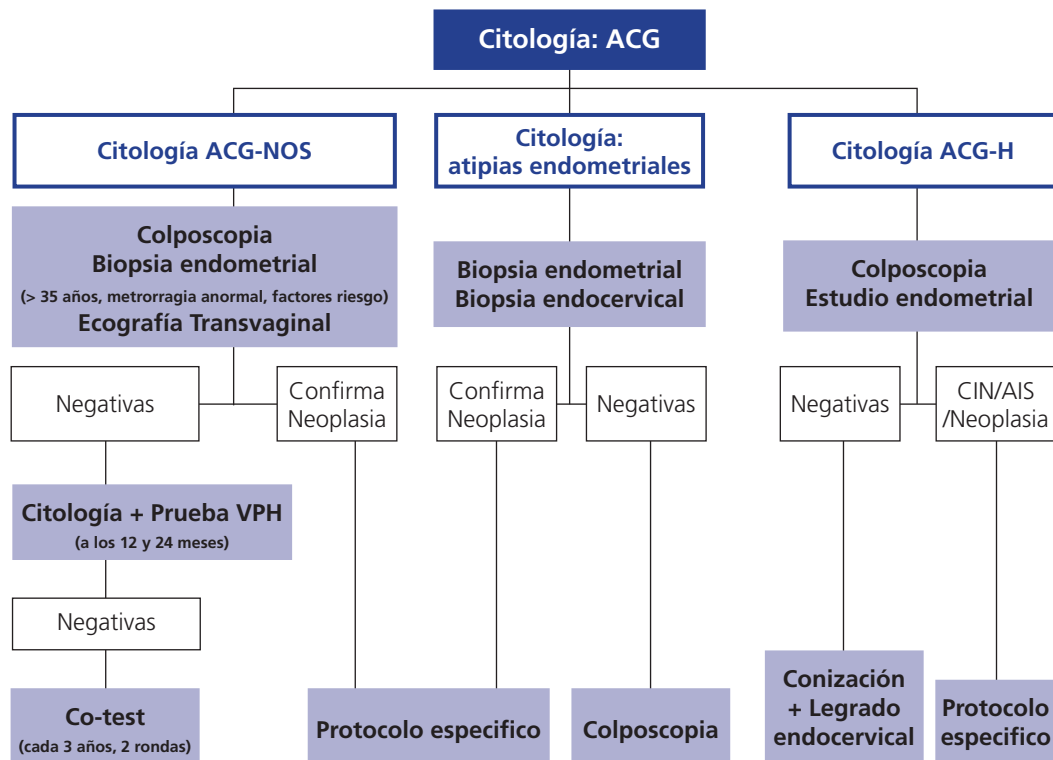 Citología: ACG
Citología ACG-NOS
Citología:
atipias endometriales
Citología ACG-H
Colposcopia
Biopsia endometrial
(> 35 años, metrorragia anormal, factores riesgo)
Ecografía Transvaginal
Biopsia endometrial
Biopsia endocervical
Colposcopia
Estudio endometrial
Negativas
Confirma
Neoplasia
Confirma
Neoplasia
Negativas
Negativas
CIN/AIS
/Neoplasia
Citología + Prueba VPH
(a los 12 y 24 meses)
Negativas
Co-test
(cada 3 años, 2 rondas)
Protocolo especifico
Colposcopia
Conización
+ Legrado
endocervical
Protocolo
especifico